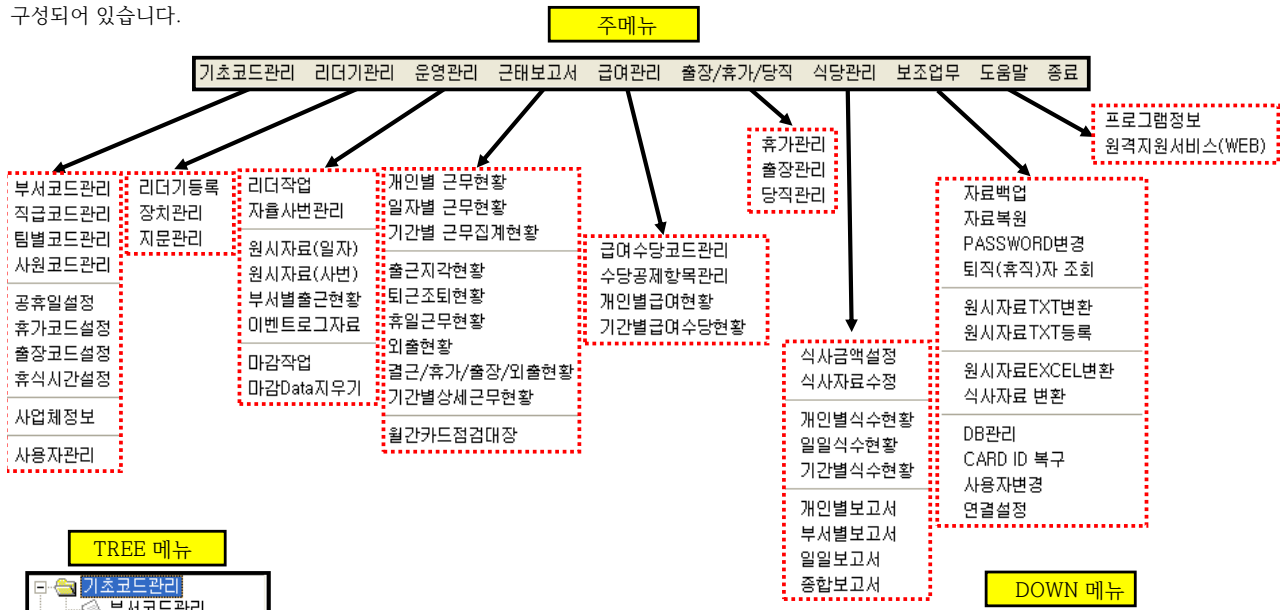 구성되어 있습니다.
주메뉴
기초코드관리 리더기관리 운영관리 근태보고서 급여관리 출장/휴가/당직 식당관리 보조업무 도움말 종료
부서코드관리
직급코드관리
팀별코드관리
사원코드관리
공휴일설정
휴가코드설정
출장코드설정
휴식시간설정
사업체정보
사용자관리
리더기등록
장치관리
지문관리
리더작업
자율사번관리
원시자료(일자)
원시자료(사번)
부서별출근현황
이벤트로그자료
마감작업
마감Data지우기
개인별 근무현황
일자별 근무현황
기간별 근무집계현황
출근지각현황
퇴근조퇴현황
휴일근무현황
외출현황
결근/휴가/출장/외출현황
기간별상세근무현황
월간카드점검대장
급여수당코드관리
수당공제항목관리
개인별급여현황
기간별급여수당현황
휴가관리
출장관리
당직관리
식사금액설정
식사자료수정
개인별식수현황
일일식수현황
기간별식수현황
개인별보고서
부서별보고서
일일보고서
종합보고서
자료백업
자료복원
PASSWORD변경
퇴직(휴직)자 조회
원시자료TXT변환
원시자료TXT등록
원시자료EXCEL변환
식사자료 변환
DB관리
CARD ID 복구
사용자변경
연결설정
프로그램정보
원격지원서비스(WEB)
TREE 메뉴
기초코드관리
부서코드관리
DOWN 메뉴